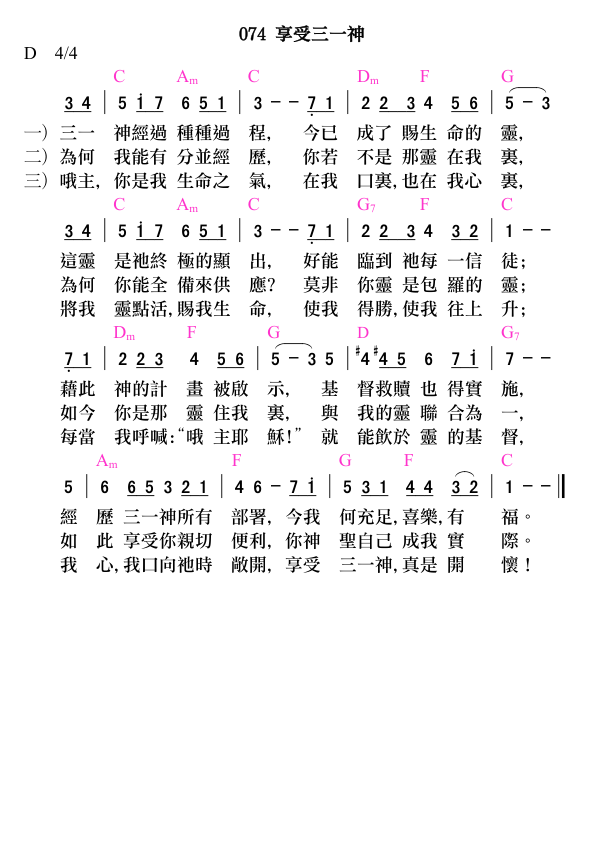 074 享受三一神
D 4/4
C Am C Dm F G
3 4 | 5 i 7 6 5 1 | 3 - - 7 1 | 2 2 3 4 5 6 | 5 - 3
一) 三一 神經過 種種過 程, 今已 成了 賜生 命的 靈,
二) 為何 我能有 分並經 歷, 你若 不是 那靈 在我 裏,
三) 哦主, 你是我 生命之 氣, 在我 口裏, 也在 我心 裏,
C Am C G7 F C
3 4 | 5 i 7 6 5 1 | 3 - - 7 1 | 2 2 3 4 3 2 | 1 - -
這靈 是祂終 極的顯 出, 好能 臨到 祂每 一信 徒;
為何 你能全 備來供 應? 莫非 你靈 是包 羅的 靈;
將我 靈點活, 賜我生 命, 使我 得勝, 使我 往上 升;
Dm F G D G7
7 1 | 2 2 3 4 5 6 | 5 - 3 5 | #4 #4 5 6 7 i | 7 - -
藉此 神的計 畫 被啟 示, 基 督救贖 也 得實 施,
如今 你是那 靈 住我 裏, 與 我的靈 聯 合為 一,
每當 我呼喊:“哦 主耶 穌!” 就 能飲於 靈 的基 督,
Am F G F C
5 | 6 6 5 3 2 1 | 4 6 - 7 i | 5 3 1 4 4 3 2 | 1 - -
經 歷 三一神所有 部署, 今我 何充足, 喜樂, 有 福。
如 此 享受你親切 便利, 你神 聖自己 成我 實 際。
我 心, 我口向祂時 敞開, 享受 三一神, 真是 開 懷!